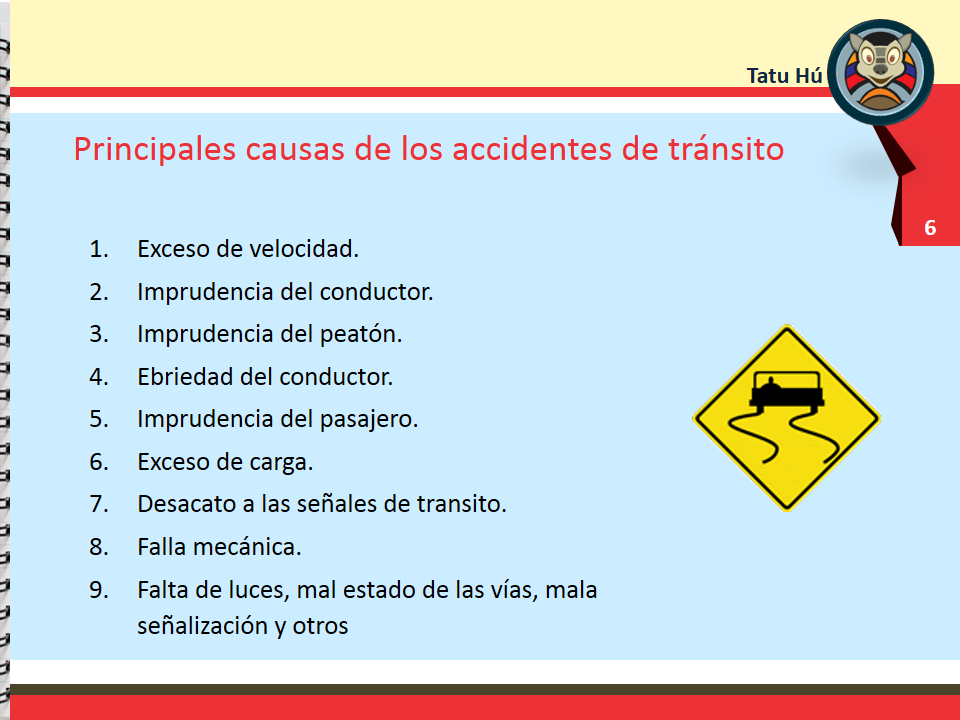 Tatu Hú
Principales causas de los accidentes de tránsito
6
1. Exceso de velocidad.
2. Imprudencia del conductor.
3. Imprudencia del peatón.
4. Ebriedad del conductor.
5. Imprudencia del pasajero.
6. Exceso de carga.
7. Desacato a las señales de transito.
8. Falla mecánica.
9. Falta de luces, mal estado de las vías, mala
señalización y otros